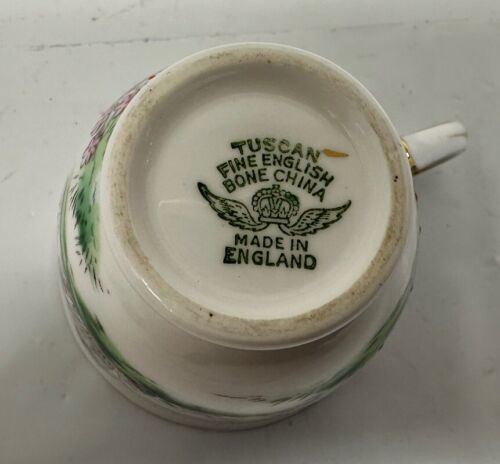 TUSCAN
FINE ENGLISH
BONE CHINA
MADE IN
ENGLAND